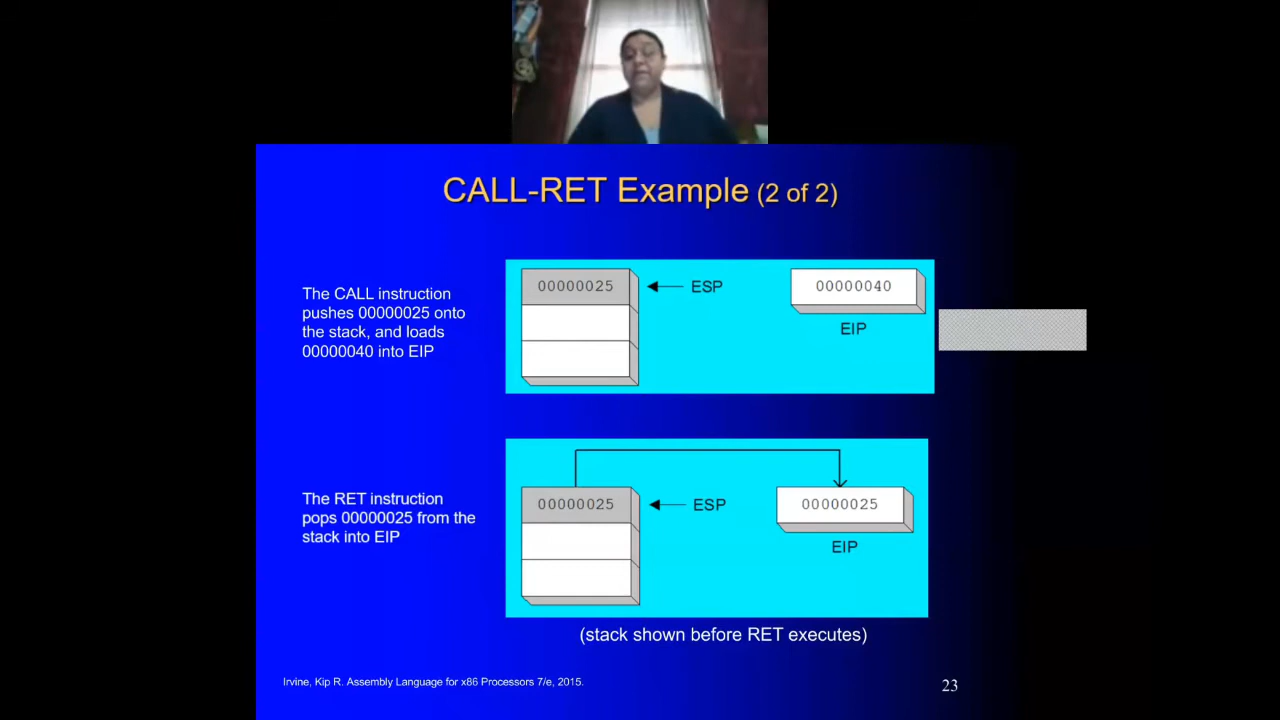 CALL-RET Example (2 of 2)
The CALL instruction
pushes 00000025 onto
the stack, and loads
00000040 into EIP
00000025
ESP
00000040
EIP
The RET instruction
pops 00000025 from the
stack into EIP
00000025
ESP
00000025
EIP
(stack shown before RET executes)
Irvine, Kip R. Assembly Language for x86 Processors 7/e, 2015.
23